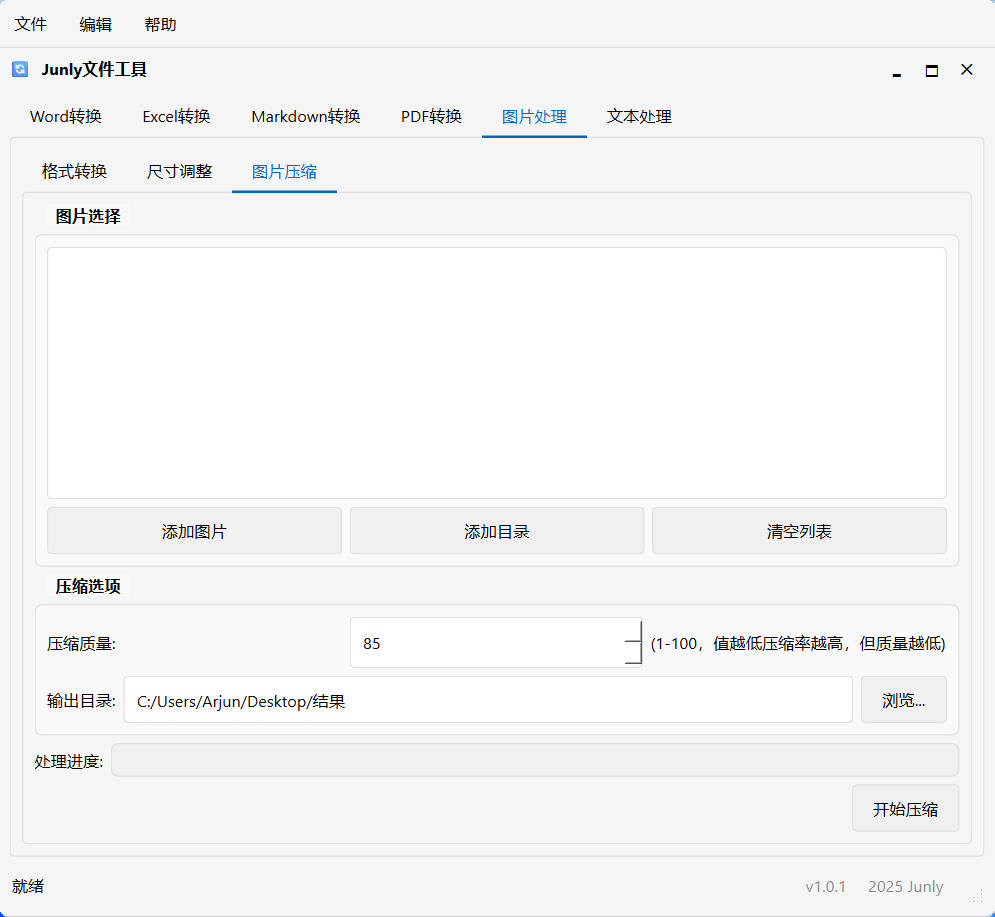 文件 编辑 帮助
Junly文件工具
Word转换 Excel转换 Markdown转换 PDF转换 图片处理 文本处理
格式转换 尺寸调整 图片压缩
图片选择
添加图片 添加目录 清空列表
压缩选项
压缩质量: 85 (1-100，值越低压缩率越高，但质量越低)
输出目录: C:/Users/Arjun/Desktop/结果 浏览...
处理进度:
开始压缩
就绪 v1.0.1 2025 Junly